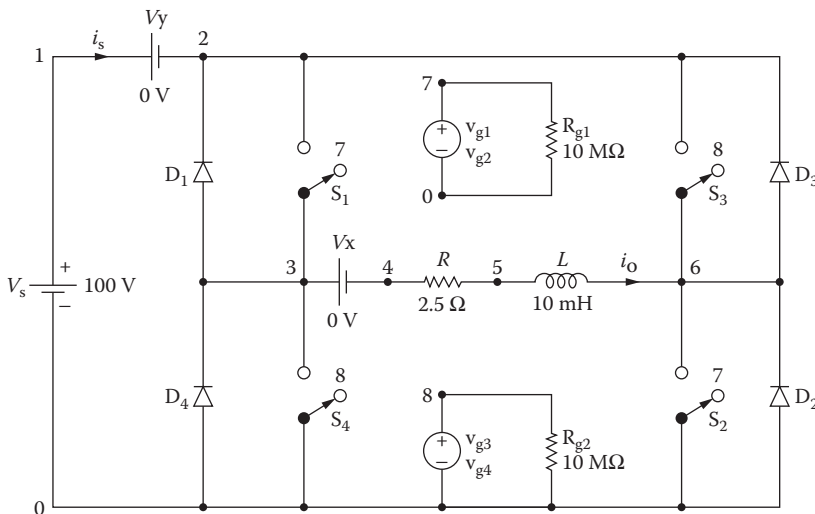 Vy
1
i_s
2
0 V
7
v_g1
v_g2
R_g1
10 MΩ
7
8
D_1
S_1
0
S_3
D_3
Vx
3
4
R
5
L
i_o
6
V_s
+
−
100 V
0 V
2.5 Ω
10 mH
8
8
7
D_4
S_4
v_g3
v_g4
R_g2
10 MΩ
S_2
D_2
0
+
−
+
−